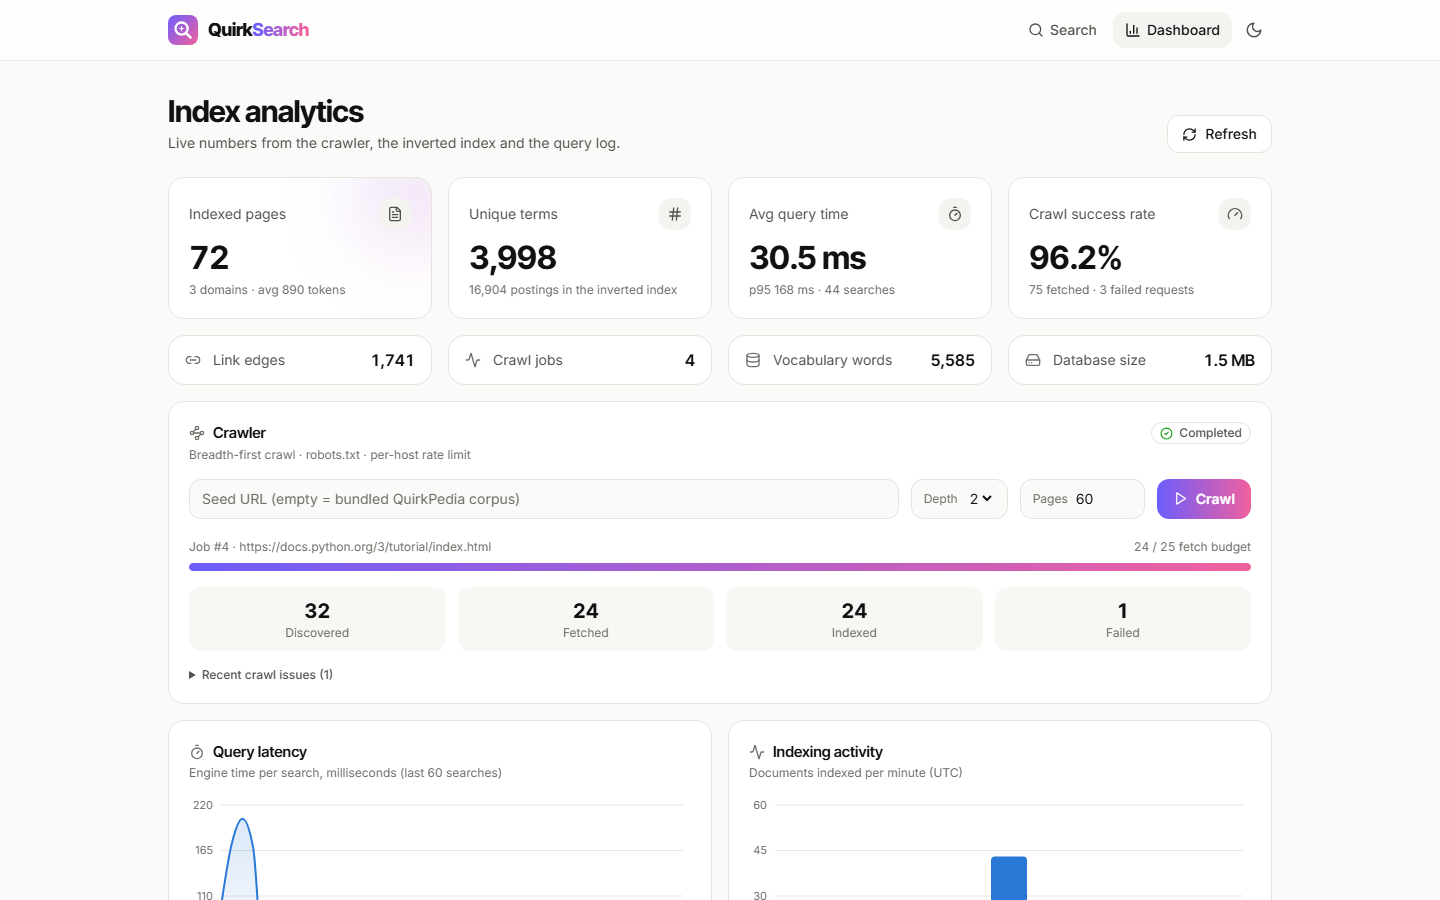 QuirkSearch
Search
Dashboard
Index analytics
Live numbers from the crawler, the inverted index and the query log.
Refresh
Indexed pages
72
3 domains · avg 890 tokens
Unique terms
3,998
16,904 postings in the inverted index
Avg query time
30.5 ms
p95 168 ms · 44 searches
Crawl success rate
96.2%
75 fetched · 3 failed requests
Link edges
1,741
Crawl jobs
4
Vocabulary words
5,585
Database size
1.5 MB
Crawler
Completed
Breadth-first crawl · robots.txt · per-host rate limit
Seed URL (empty = bundled QuirkPedia corpus)
Depth 2
Pages 60
Crawl
Job #4 · https://docs.python.org/3/tutorial/index.html
24 / 25 fetch budget
32
Discovered
24
Fetched
24
Indexed
1
Failed
Recent crawl issues (1)
Query latency
Engine time per search, milliseconds (last 60 searches)
220
165
110
Indexing activity
Documents indexed per minute (UTC)
60
45
30